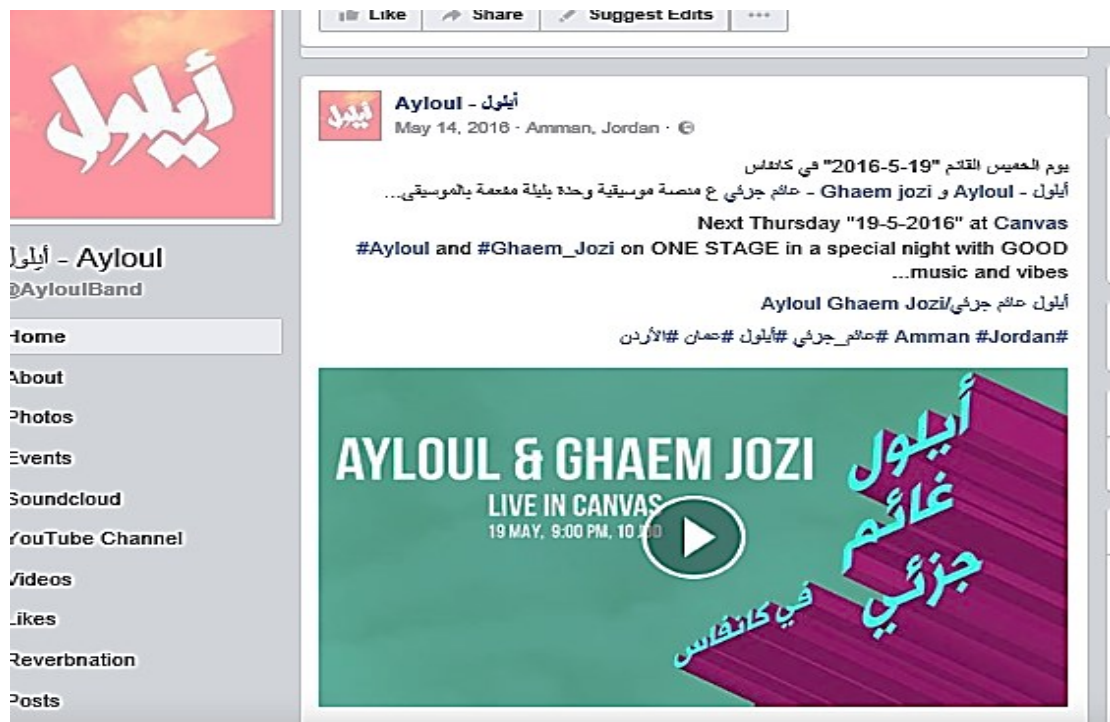 Like Share Suggest Edits ...
أيلول
أيلول - Ayloul
@AyloulBand
Home
About
Photos
Events
Soundcloud
YouTube Channel
Videos
Likes
Reverbnation
Posts
أيلول
Ayloul - أيلول
May 14, 2016 · Amman, Jordan ·
يوم الخميس القائم "19-5-2016" في كانفاس
أيلول - Ayloul و Ghaem jozi - غائم جزئي ع منصة موسيقية وحدة بليلة مفعمة بالموسيقى...
Next Thursday "19-5-2016" at Canvas
#Ayloul and #Ghaem_Jozi on ONE STAGE in a special night with GOOD
...music and vibes
أيلول غائم جزئي/Ayloul Ghaem Jozi
#Amman #Jordan #غائم_جزئي #أيلول #عمان #الأردن
AYLOUL & GHAEM JOZI
LIVE IN CANVAS
19 MAY, 9:00 PM, 10
أيلول
غائم
جزئي
في كانفاس